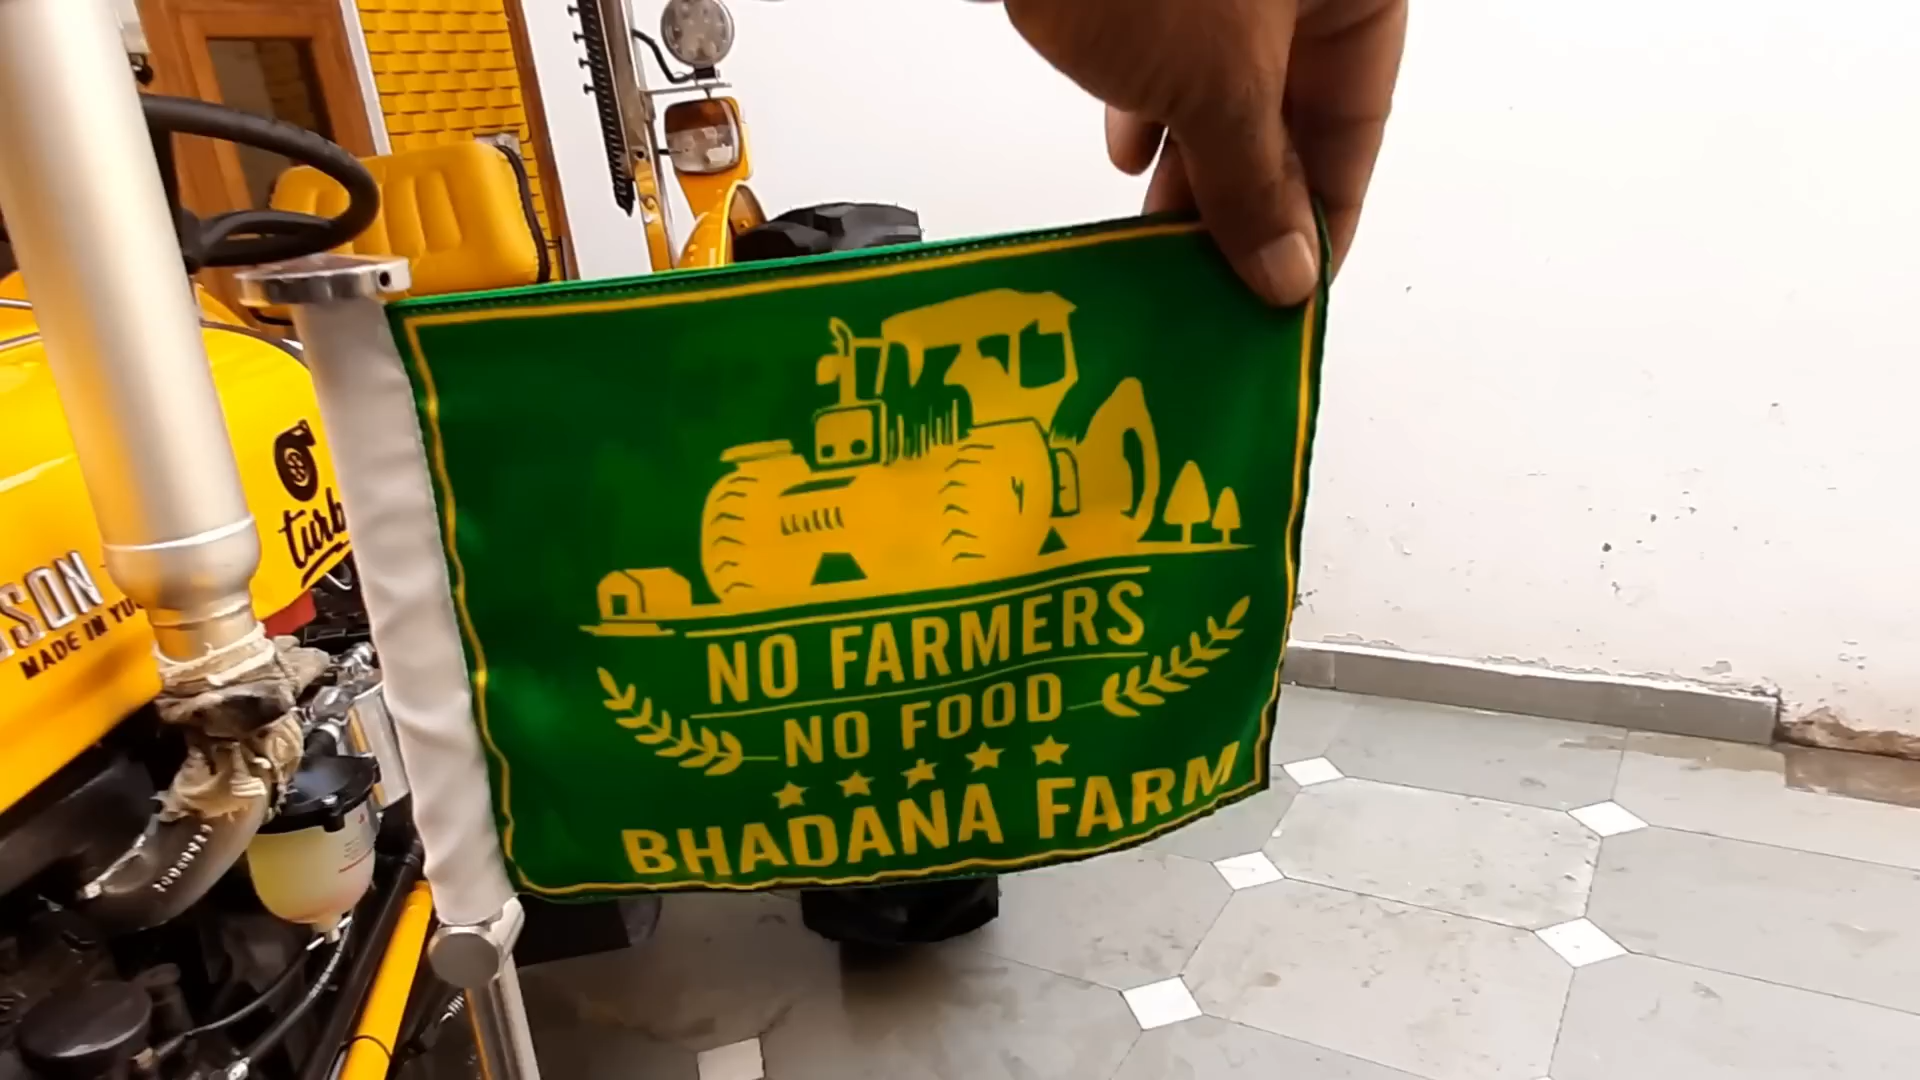 turb
SON
MADE IN YU
NO FARMERS
NO FOOD
BHADANA FARM